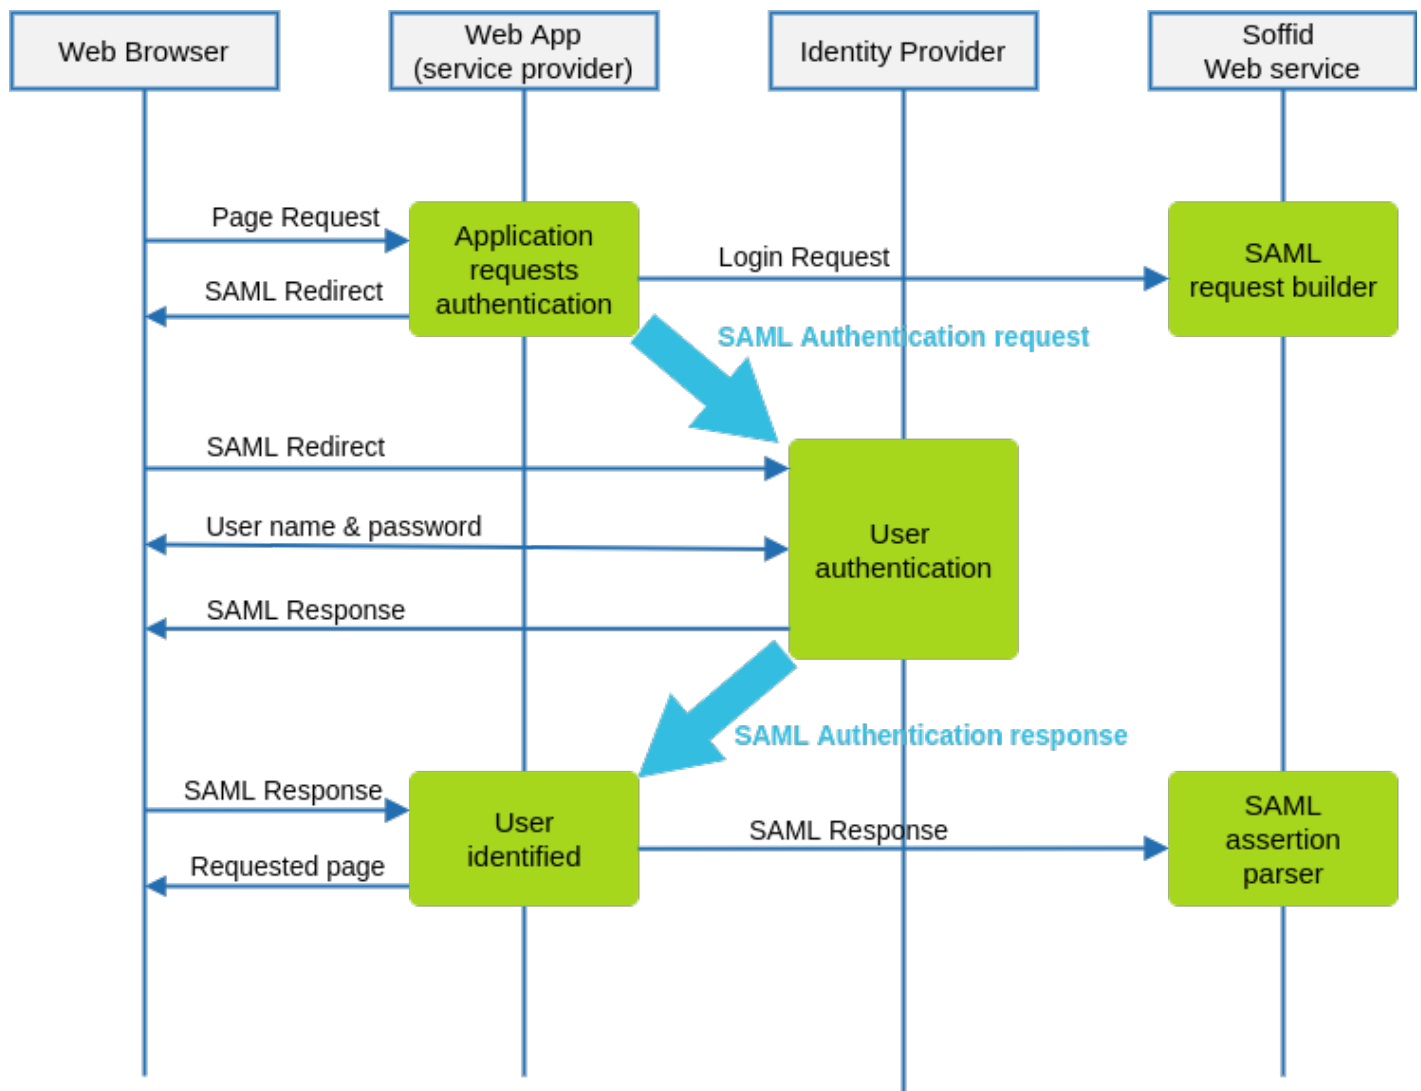 Web Browser
Web App
(service provider)
Identity Provider
Soffid
Web service
Page Request
Application
requests
authentication
Login Request
SAML
request builder
SAML Redirect
SAML Authentication request
SAML Redirect
User name & password
User
authentication
SAML Response
SAML Authentication response
SAML Response
User
identified
SAML Response
SAML
assertion
parser
Requested page